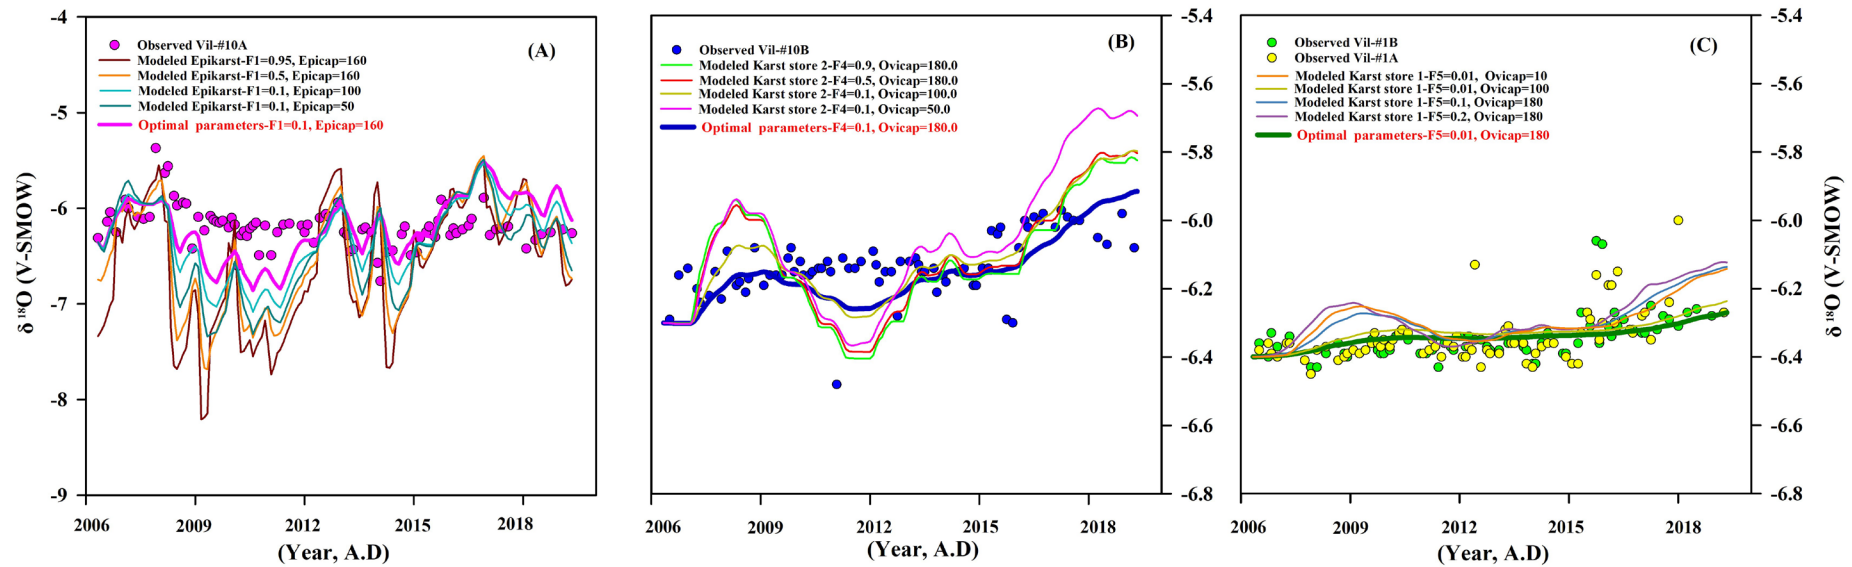 (A)
Observed Vil-#10A
Modeled Epikarst-F1=0.95, Epicap=160
Modeled Epikarst-F1=0.5, Epicap=160
Modeled Epikarst-F1=0.1, Epicap=100
Modeled Epikarst-F1=0.1, Epicap=50
Optimal parameters-F1=0.1, Epicap=160
δ 18O (V-SMOW)
-4
-5
-6
-7
-8
-9
2006 2009 2012 2015 2018
(Year, A.D)
(B)
Observed Vil-#10B
Modeled Karst store 2-F4=0.9, Ovicap=180.0
Modeled Karst store 2-F4=0.5, Ovicap=180.0
Modeled Karst store 2-F4=0.1, Ovicap=100.0
Modeled Karst store 2-F4=0.1, Ovicap=50.0
Optimal parameters-F4=0.1, Ovicap=180.0
-5.4
-5.6
-5.8
-6.0
-6.2
-6.4
-6.6
-6.8
2006 2009 2012 2015 2018
(Year, A.D)
(C)
Observed Vil-#1B
Observed Vil-#1A
Modeled Karst store 1-F5=0.01, Ovicap=10
Modeled Karst store 1-F5=0.01, Ovicap=100
Modeled Karst store 1-F5=0.1, Ovicap=180
Modeled Karst store 1-F5=0.2, Ovicap=180
Optimal parameters-F5=0.01, Ovicap=180
-5.4
-5.6
-5.8
-6.0
-6.2
-6.4
-6.6
-6.8
δ 18O (V-SMOW)
2006 2009 2012 2015 2018
(Year, A.D)